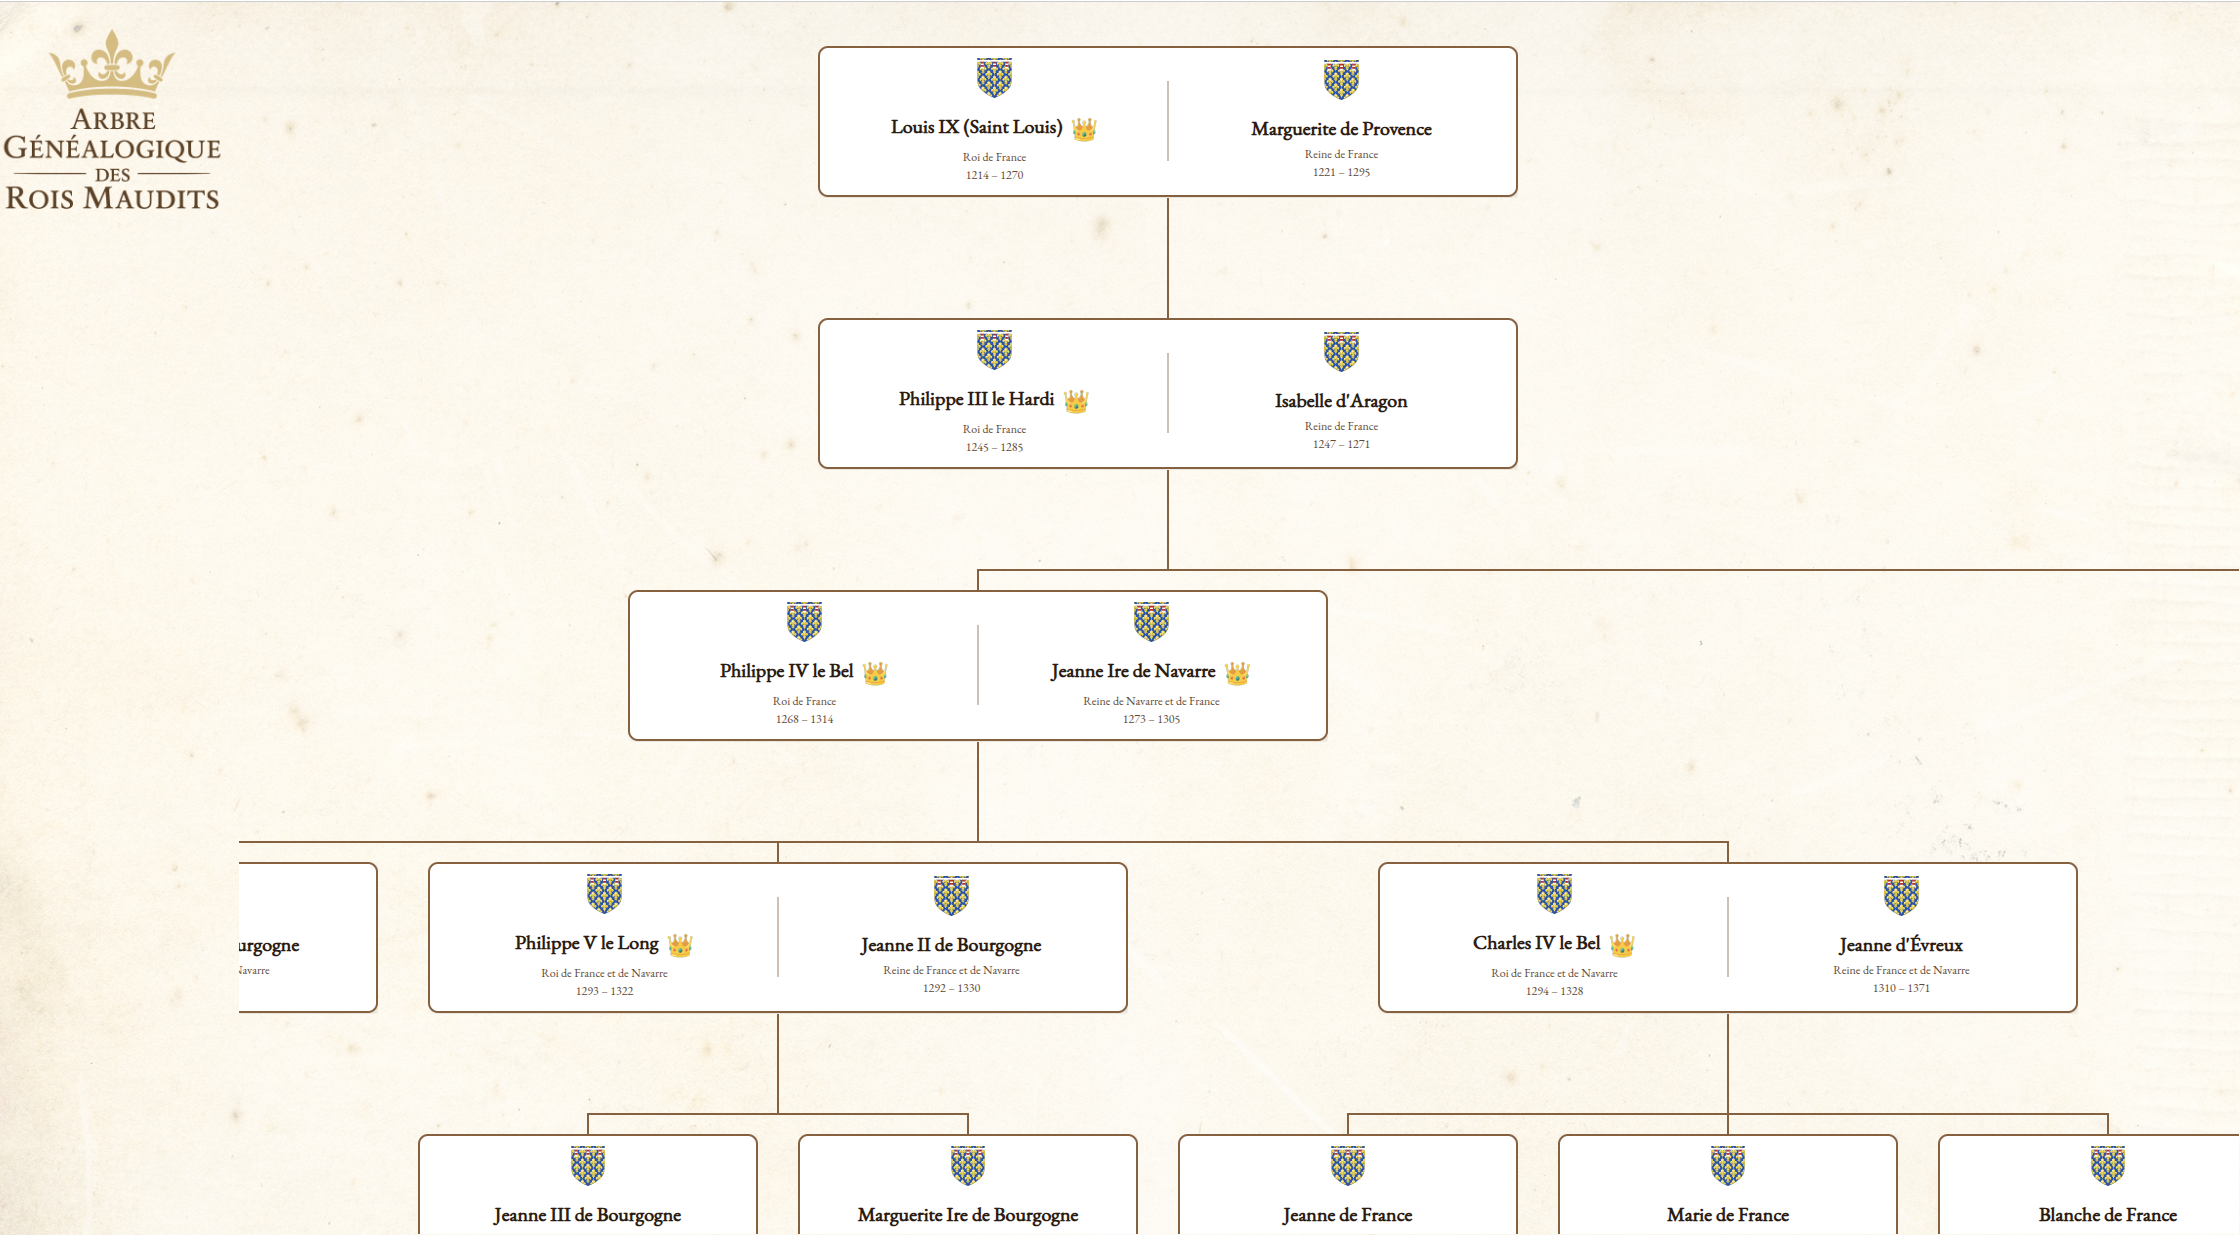 ARBRE
GÉNÉALOGIQUE
DES
ROIS MAUDITS
Louis IX (Saint Louis)
Roi de France
1214 – 1270
Marguerite de Provence
Reine de France
1221 – 1295
Philippe III le Hardi
Roi de France
1245 – 1285
Isabelle d'Aragon
Reine de France
1247 – 1271
Philippe IV le Bel
Roi de France
1268 – 1314
Jeanne Ire de Navarre
Reine de Navarre et de France
1273 – 1305
urgogne
Navarre
Philippe V le Long
Roi de France et de Navarre
1293 – 1322
Jeanne II de Bourgogne
Reine de France et de Navarre
1292 – 1330
Charles IV le Bel
Roi de France et de Navarre
1294 – 1328
Jeanne d'Évreux
Reine de France et de Navarre
1310 – 1371
Jeanne III de Bourgogne
Marguerite Ire de Bourgogne
Jeanne de France
Marie de France
Blanche de France